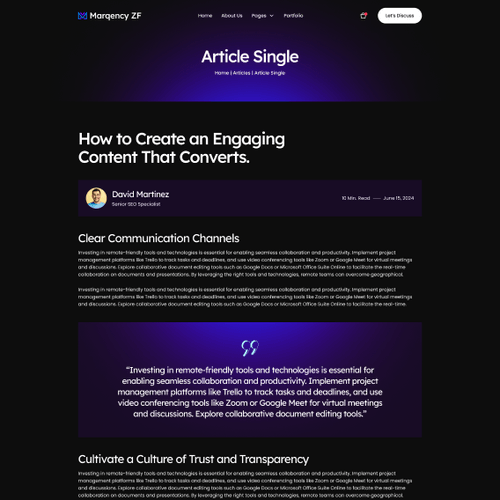 Marqency ZF
Home About Us Pages Portfolio
Let's Discuss
Article Single
Home | Articles | Article Single
How to Create an Engaging
Content That Converts.
David Martinez
Senior SEO Specialist
10 Min. Read — June 15, 2024
Clear Communication Channels
Investing in remote-friendly tools and technologies is essential for enabling seamless collaboration and productivity. Implement project
management platforms like Trello to track tasks and deadlines, and use video conferencing tools like Zoom or Google Meet for virtual meetings
and discussions. Explore collaborative document editing tools such as Google Docs or Microsoft Office Suite Online to facilitate the real-time
collaboration on documents and presentations. By leveraging the right tools and technologies, remote teams can overcome geographical.
Investing in remote-friendly tools and technologies is essential for enabling seamless collaboration and productivity. Implement project
management platforms like Trello to track tasks and deadlines, and use video conferencing tools like Zoom or Google Meet for virtual meetings
and discussions. Explore collaborative document editing tools such as Google Docs or Microsoft Office Suite Online to facilitate the real-time.
“Investing in remote-friendly tools and technologies is essential for
enabling seamless collaboration and productivity. Implement project
management platforms like Trello to track tasks and deadlines, and use
video conferencing tools like Zoom or Google Meet for virtual meetings
and discussions. Explore collaborative document editing tools.”
Cultivate a Culture of Trust and Transparency
Investing in remote-friendly tools and technologies is essential for enabling seamless collaboration and productivity. Implement project
management platforms like Trello to track tasks and deadlines, and use video conferencing tools like Zoom or Google Meet for virtual meetings
and discussions. Explore collaborative document editing tools such as Google Docs or Microsoft Office Suite Online to facilitate the real-time
collaboration on documents and presentations. By leveraging the right tools and technologies, remote teams can overcome geographical.